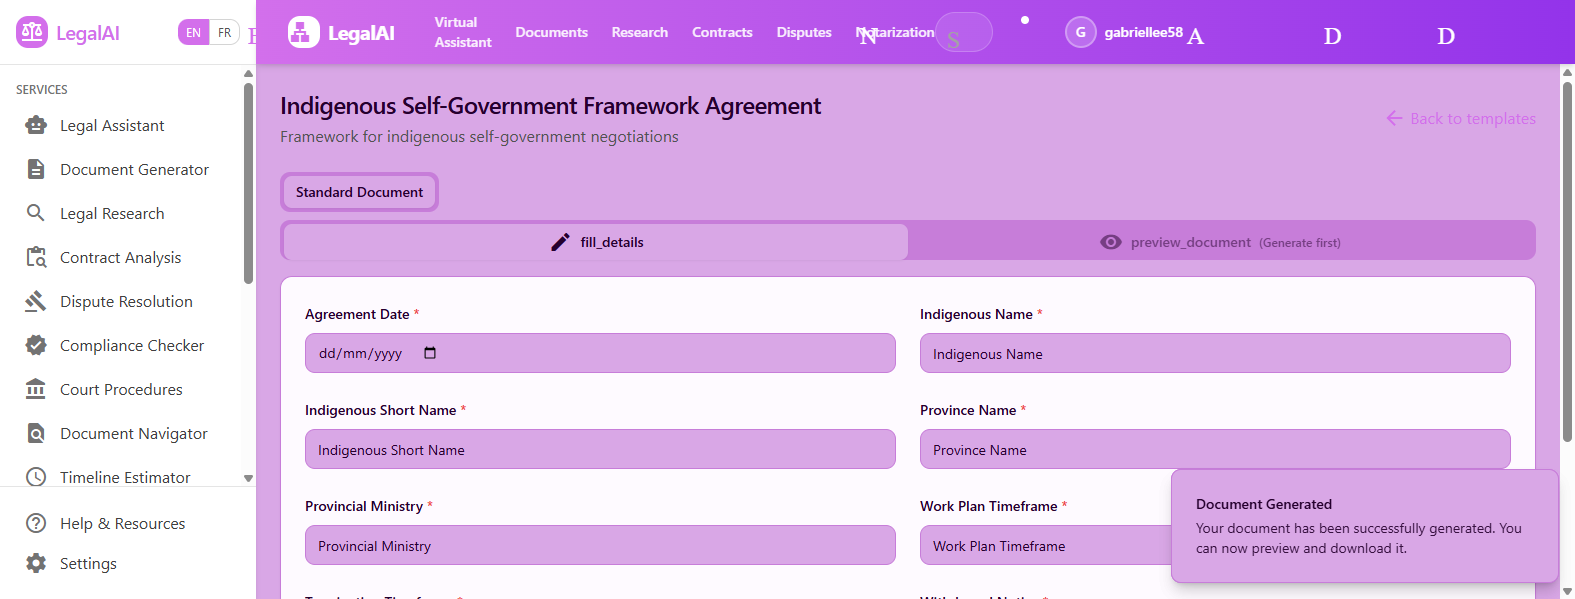 LegalAI
EN FR
SERVICES
Legal Assistant
Document Generator
Legal Research
Contract Analysis
Dispute Resolution
Compliance Checker
Court Procedures
Document Navigator
Timeline Estimator
Help & Resources
Settings
LegalAI
Virtual
Assistant
Documents
Research
Contracts
Disputes
Notarization
N
S
G
gabriellee58
A
D
D
Indigenous Self-Government Framework Agreement
Framework for indigenous self-government negotiations
Back to templates
Standard Document
fill_details
preview_document (Generate first)
Agreement Date *
dd/mm/yyyy
Indigenous Name *
Indigenous Name
Indigenous Short Name *
Indigenous Short Name
Province Name *
Province Name
Provincial Ministry *
Provincial Ministry
Work Plan Timeframe *
Work Plan Timeframe
Document Generated
Your document has been successfully generated. You
can now preview and download it.